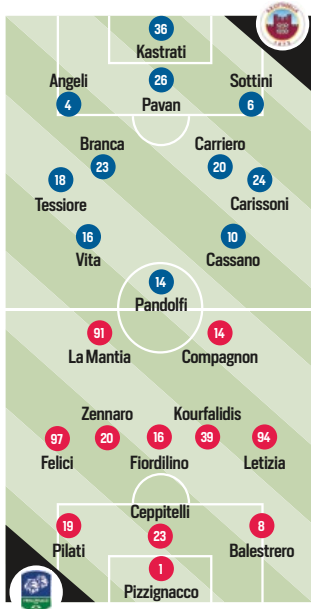 36
Kastrati
Angeli
26
Sottini
4
Pavan
6
Branca
Carriero
23
20
18
24
Tessiore
Carissoni
16
10
Vita
Cassano
14
Pandolfi
91
14
La Mantia
Compagnon
Zennaro
Kourfalidis
97
20
16
39
94
Felici
Fiordilino
Letizia
Ceppitelli
19
23
8
Pilati
Balestrero
1
Pizzignacco